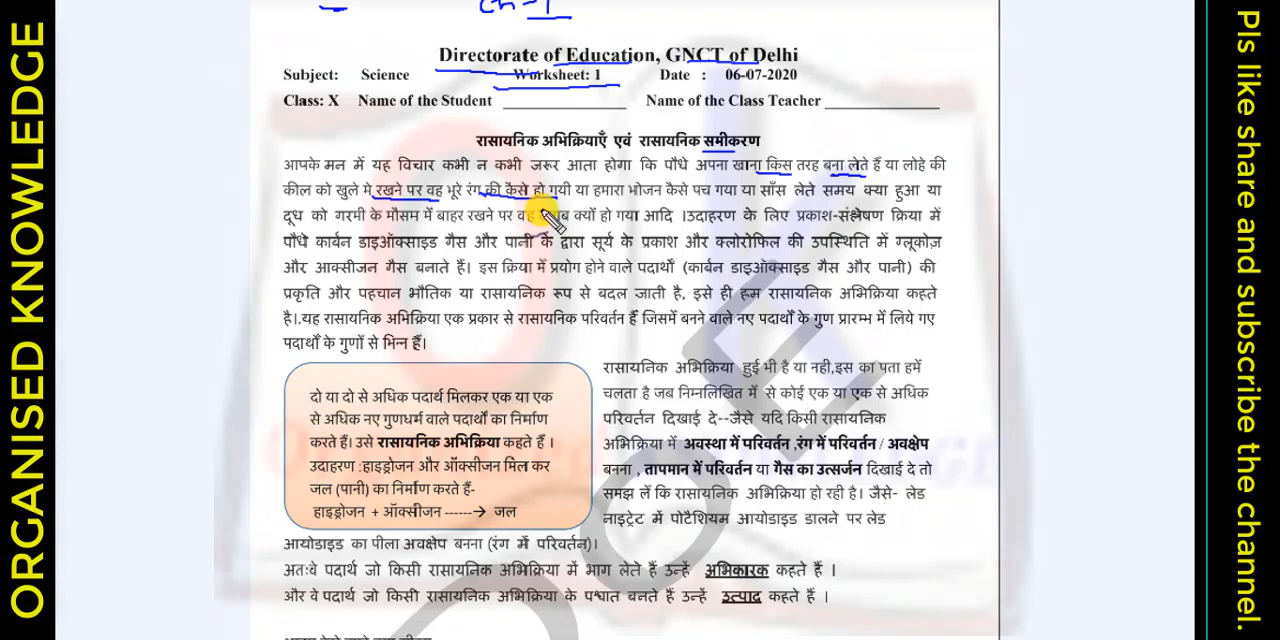 ORGANISED KNOWLEDGE
Ch-1
Directorate of Education, GNCT of Delhi
Subject: Science Worksheet: 1 Date : 06-07-2020
Class: X Name of the Student ____________ Name of the Class Teacher ____________
रासायनिक अभिक्रियाएँ एवं रासायनिक समीकरण
आपके मन में यह विचार कभी न कभी जरूर आता होगा कि पौधे अपना खाना किस तरह बना लेते हैं या लोहे की
कील को खुले मे रखने पर वह भूरे रंग की कैसे हो गयी या हमारा भोजन कैसे पच गया या साँस लेते समय क्या हुआ या
दूध को गरमी के मौसम में बाहर रखने पर वह क्यों हो गया आदि ।उदाहरण के लिए प्रकाश-संश्लेषण क्रिया में
पौधे कार्बन डाइऑक्साइड गैस और पानी के द्वारा सूर्य के प्रकाश और क्लोरोफिल की उपस्थिति में ग्लूकोज़
और आक्सीजन गैस बनाते हैं। इस क्रिया में प्रयोग होने वाले पदार्थों (कार्बन डाइऑक्साइड गैस और पानी) की
प्रकृति और पहचान भौतिक या रासायनिक रूप से बदल जाती है, इसे ही हम रासायनिक अभिक्रिया कहते
है।.यह रासायनिक अभिक्रिया एक प्रकार से रासायनिक परिवर्तन हैं जिसमें बनने वाले नए पदार्थों के गुण प्रारम्भ में लिये गए
पदार्थों के गुणों से भिन्न हैं।
दो या दो से अधिक पदार्थ मिलकर एक या एक
से अधिक नए गुणधर्म वाले पदार्थों का निर्माण
करते हैं। उसे रासायनिक अभिक्रिया कहते हैं ।
उदाहरण :हाइड्रोजन और ऑक्सीजन मिल कर
जल (पानी) का निर्माण करते हैं-
हाइड्रोजन + ऑक्सीजन ------→ जल
रासायनिक अभिक्रिया हुई भी है या नही,इस का पता हमें
चलता है जब निम्नलिखित में से कोई एक या एक से अधिक
परिवर्तन दिखाई दे--जैसे यदि किसी रासायनिक
अभिक्रिया में अवस्था में परिवर्तन ,रंग में परिवर्तन / अवक्षेप
बनना , तापमान में परिवर्तन या गैस का उत्सर्जन दिखाई दे तो
समझ लें कि रासायनिक अभिक्रिया हो रही है। जैसे- लेड
नाइट्रेट में पोटैशियम आयोडाइड डालने पर लेड
आयोडाइड का पीला अवक्षेप बनना (रंग में परिवर्तन)।
अतःवे पदार्थ जो किसी रासायनिक अभिक्रिया में भाग लेते हैं उन्हें अभिकारक कहते हैं ।
और वे पदार्थ जो किसी रासायनिक अभिक्रिया के पश्चात बनते हैं उन्हें उत्पाद कहते हैं ।
Pls like share and subscribe the channel.